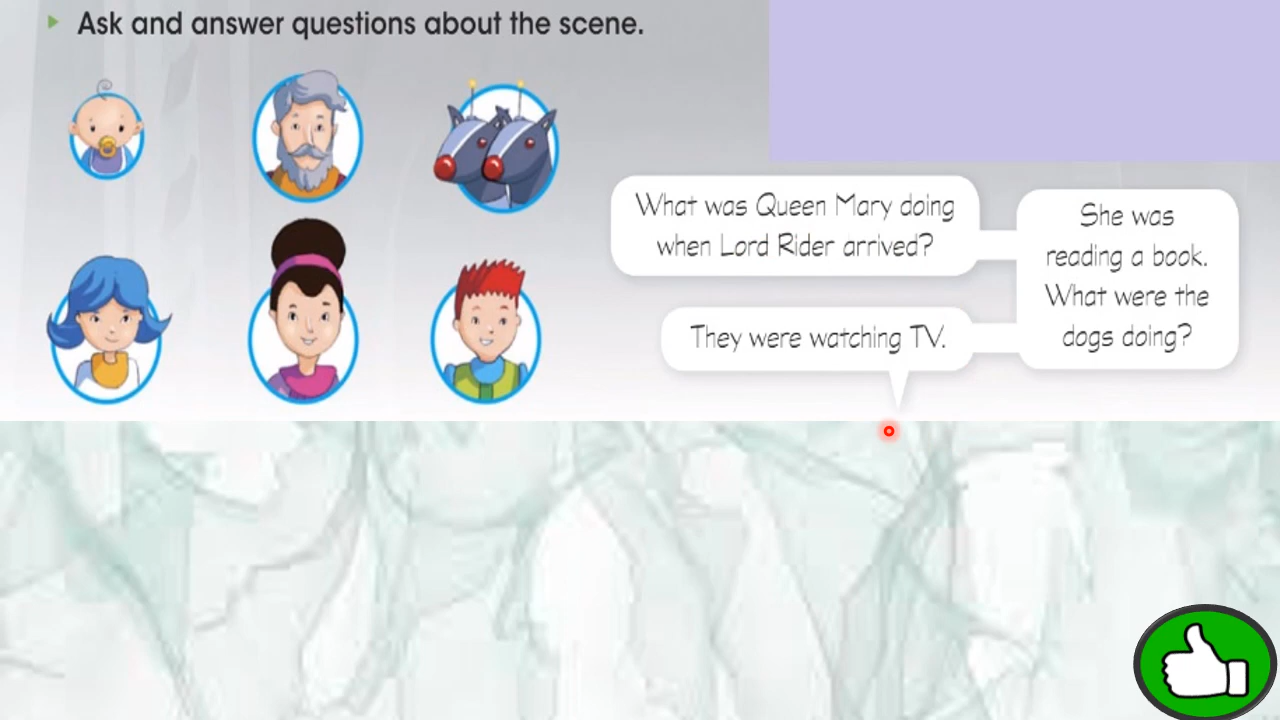 Ask and answer questions about the scene.
What was Queen Mary doing
when Lord Rider arrived?
She was
reading a book.
What were the
dogs doing?
They were watching TV.